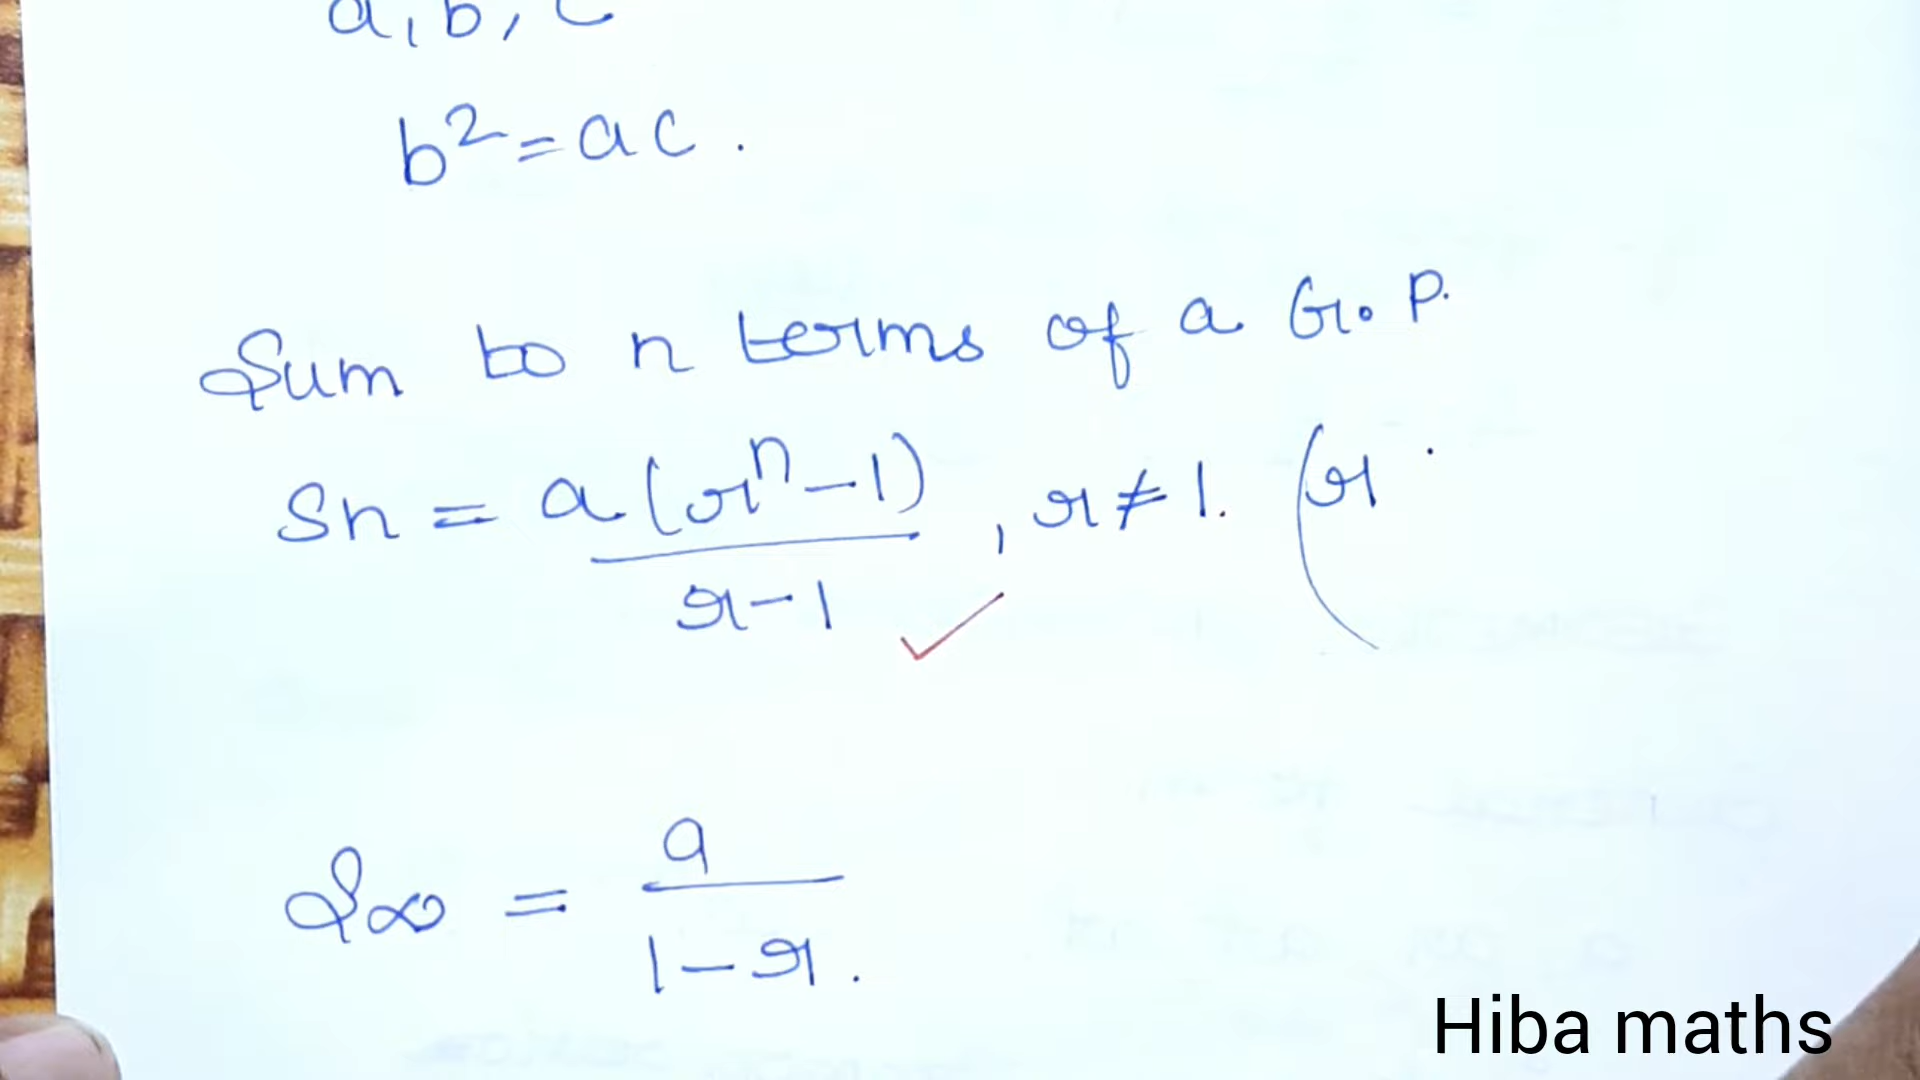 a, b, c
b² = ac.
Sum to n terms of a G.P.
Sn = a(rⁿ-1)/r-1, r≠1. (r
S∞ = a/1-r.
Hiba maths